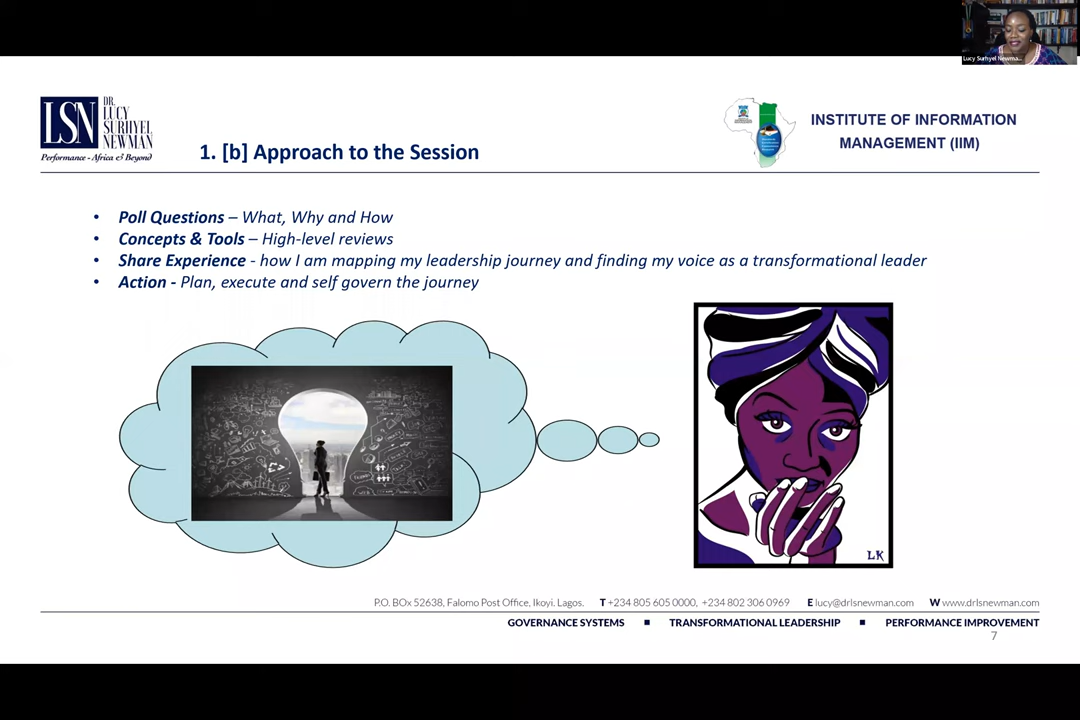 Lucy Surhyel Newma...
LSN
DR.
LUCY
SURHYEL
NEWMAN
Performance - Africa & Beyond
INSTITUTE OF INFORMATION
MANAGEMENT (IIM)
1. [b] Approach to the Session
• Poll Questions – What, Why and How
• Concepts & Tools – High-level reviews
• Share Experience - how I am mapping my leadership journey and finding my voice as a transformational leader
• Action - Plan, execute and self govern the journey
LK
P.O. BOx 52638, Falomo Post Office, Ikoyi, Lagos. T +234 805 605 0000, +234 802 306 0969 E lucy@drlsnewman.com W www.drlsnewman.com
GOVERNANCE SYSTEMS ■ TRANSFORMATIONAL LEADERSHIP ■ PERFORMANCE IMPROVEMENT
7